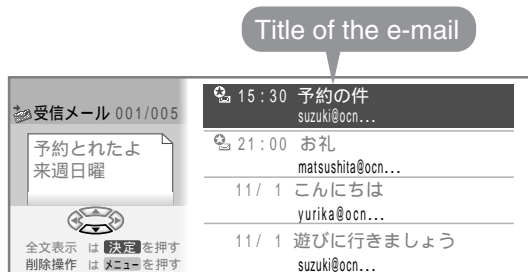 Title of the e-mail
受信メール 001/005
予約とれたよ
来週日曜
全文表示 は 決定 を押す
削除操作 は メニュー を押す
15:30 予約の件
suzuki@ocn...
21:00 お礼
matsushita@ocn...
11/ 1 こんにちは
yurika@ocn...
11/ 1 遊びに行きましょう
suzuki@ocn...